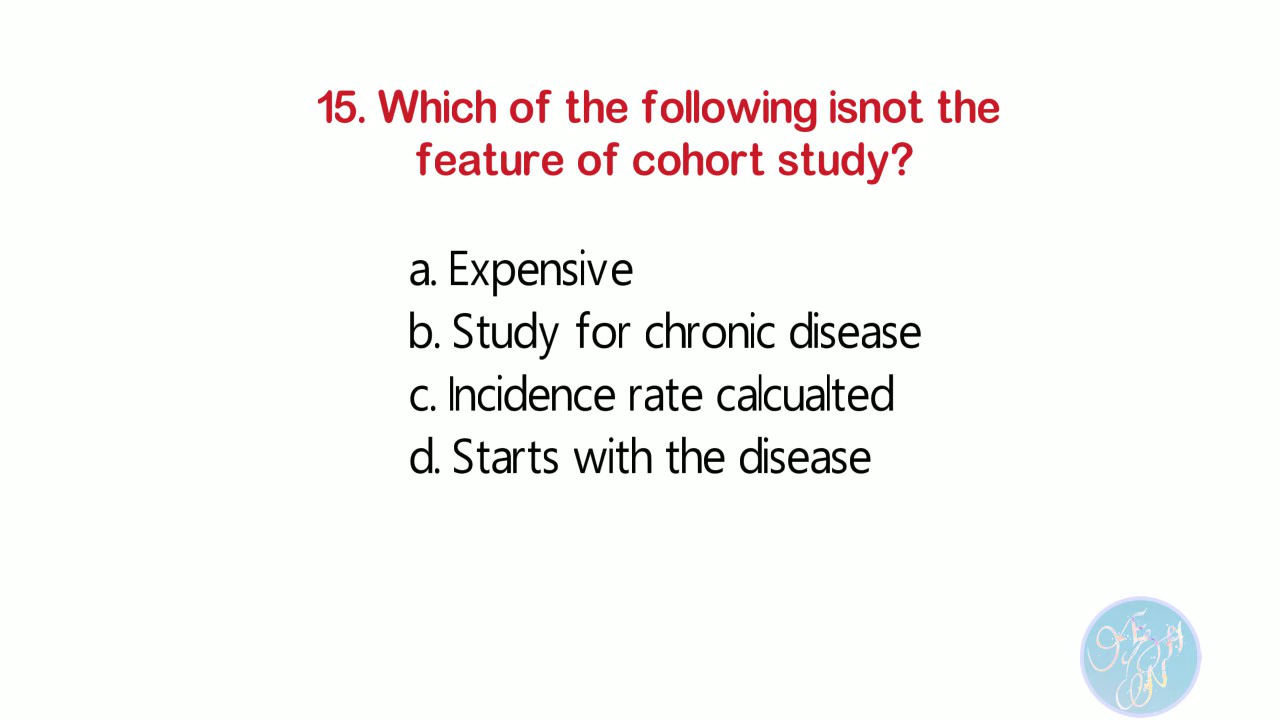 15. Which of the following isnot the
feature of cohort study?
a. Expensive
b. Study for chronic disease
c. Incidence rate calcualted
d. Starts with the disease